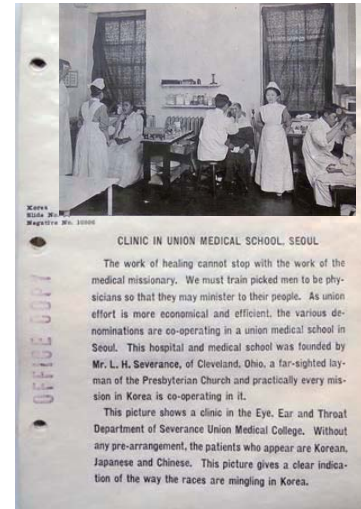 Korea
Slide No.
Negative No.
OFFICE COPY
CLINIC IN UNION MEDICAL SCHOOL, SEOUL
The work of healing cannot stop with the work of the
medical missionary. We must train picked men to be phy-
sicians so that they may minister to their people. As union
effort is more economical and efficient, the various de-
nominations are co-operating in a union medical school in
Seoul. This hospital and medical school was founded by
Mr. L. H. Severance, of Cleveland, Ohio, a far-sighted lay-
man of the Presbyterian Church and practically every mis-
sion in Korea is co-operating in it.
This picture shows a clinic in the Eye, Ear and Throat
Department of Severance Union Medical College. Without
any pre-arrangement, the patients who appear are Korean,
Japanese and Chinese. This picture gives a clear indica-
tion of the way the races are mingling in Korea.